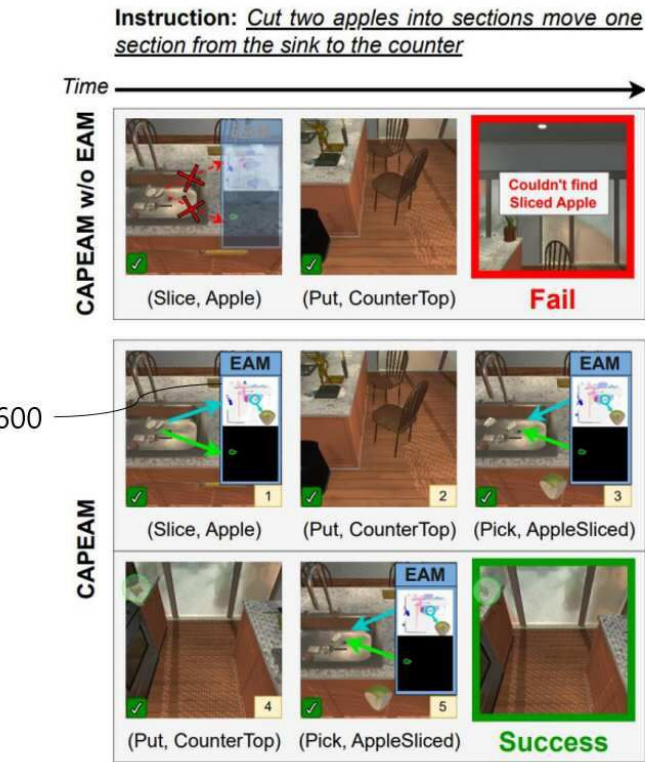 Instruction: Cut two apples into sections move one
section from the sink to the counter
Time
CAPEAM w/o EAM
Couldn't find
Sliced Apple
(Slice, Apple) (Put, CounterTop) Fail
600
CAPEAM
EAM EAM
1 2 3
(Slice, Apple) (Put, CounterTop) (Pick, AppleSliced)
EAM
4 5
(Put, CounterTop) (Pick, AppleSliced) Success